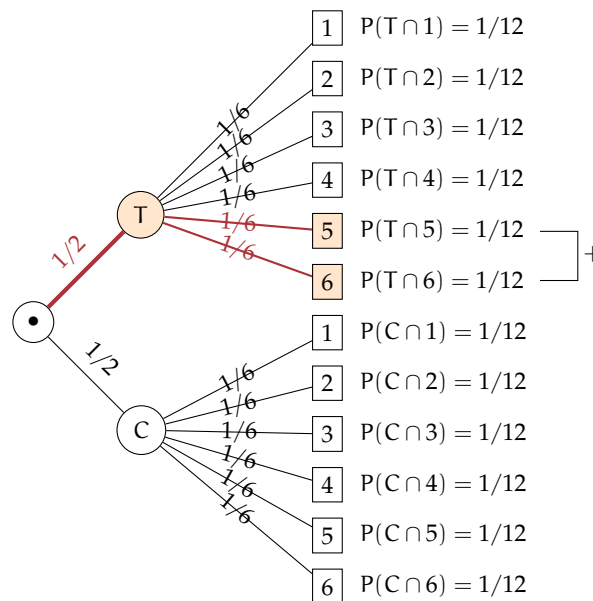 1 P(T ∩ 1) = 1/12
2 P(T ∩ 2) = 1/12
3 P(T ∩ 3) = 1/12
4 P(T ∩ 4) = 1/12
5 P(T ∩ 5) = 1/12
6 P(T ∩ 6) = 1/12
+
1/6
1/6
1/6
1/6
1/6
1/6
T
1/2
•
1/2
C
1 P(C ∩ 1) = 1/12
2 P(C ∩ 2) = 1/12
3 P(C ∩ 3) = 1/12
4 P(C ∩ 4) = 1/12
5 P(C ∩ 5) = 1/12
6 P(C ∩ 6) = 1/12
1/6
1/6
1/6
1/6
1/6
1/6